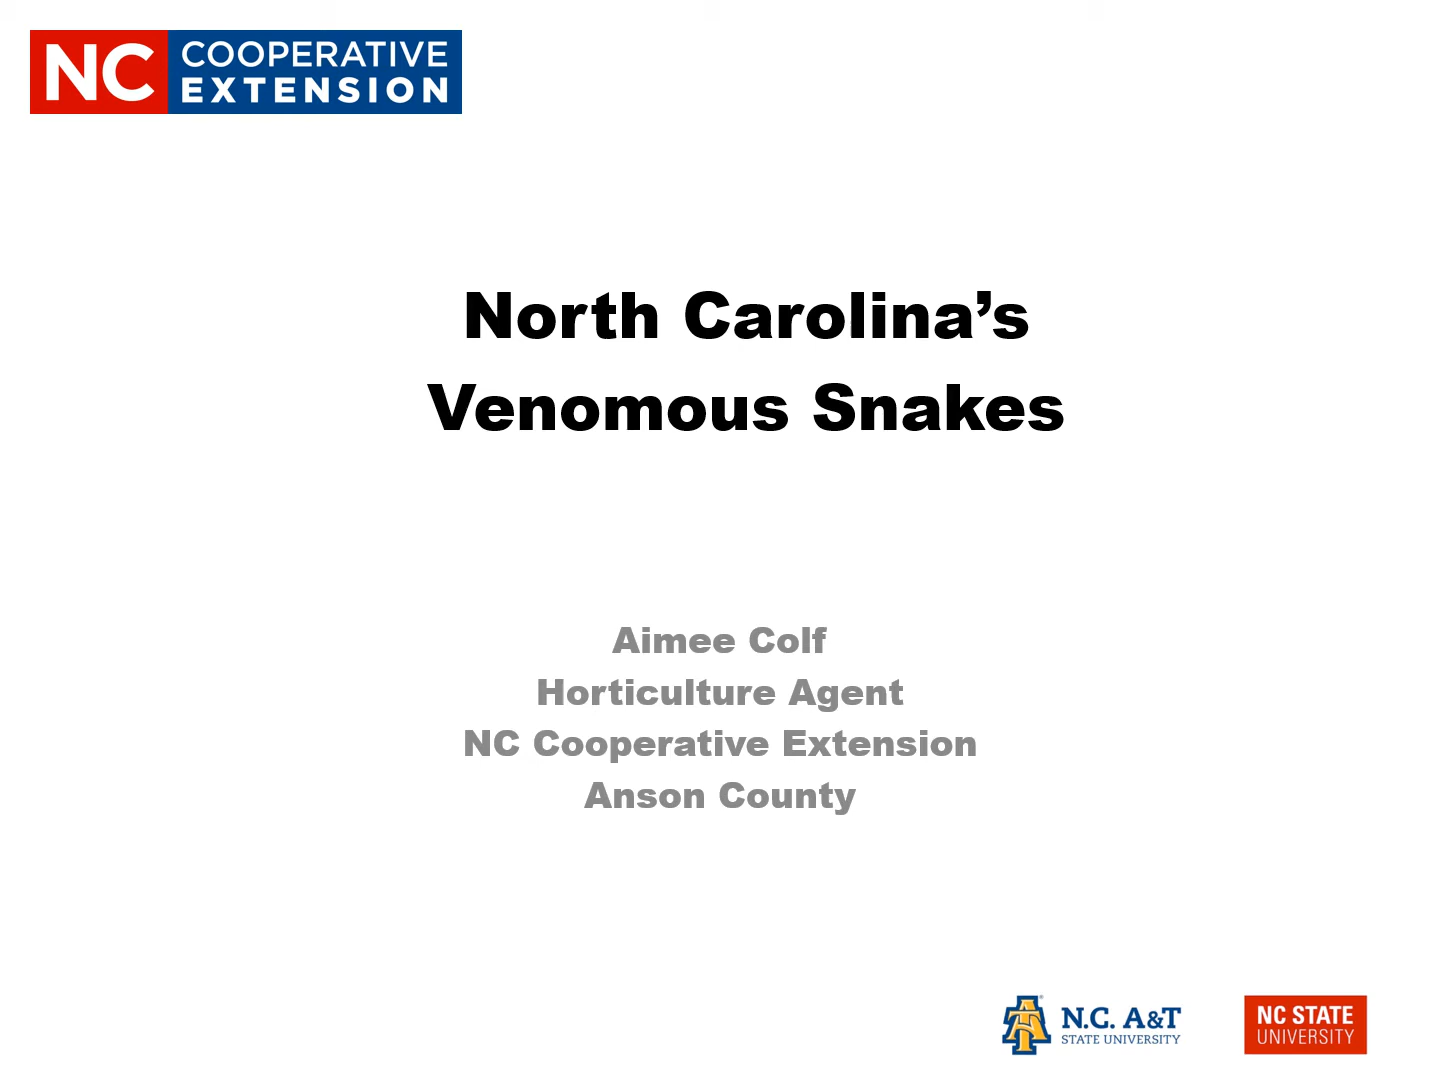 NC COOPERATIVE
EXTENSION
North Carolina’s
Venomous Snakes
Aimee Colf
Horticulture Agent
NC Cooperative Extension
Anson County
N.C. A&T
STATE UNIVERSITY
NC STATE
UNIVERSITY